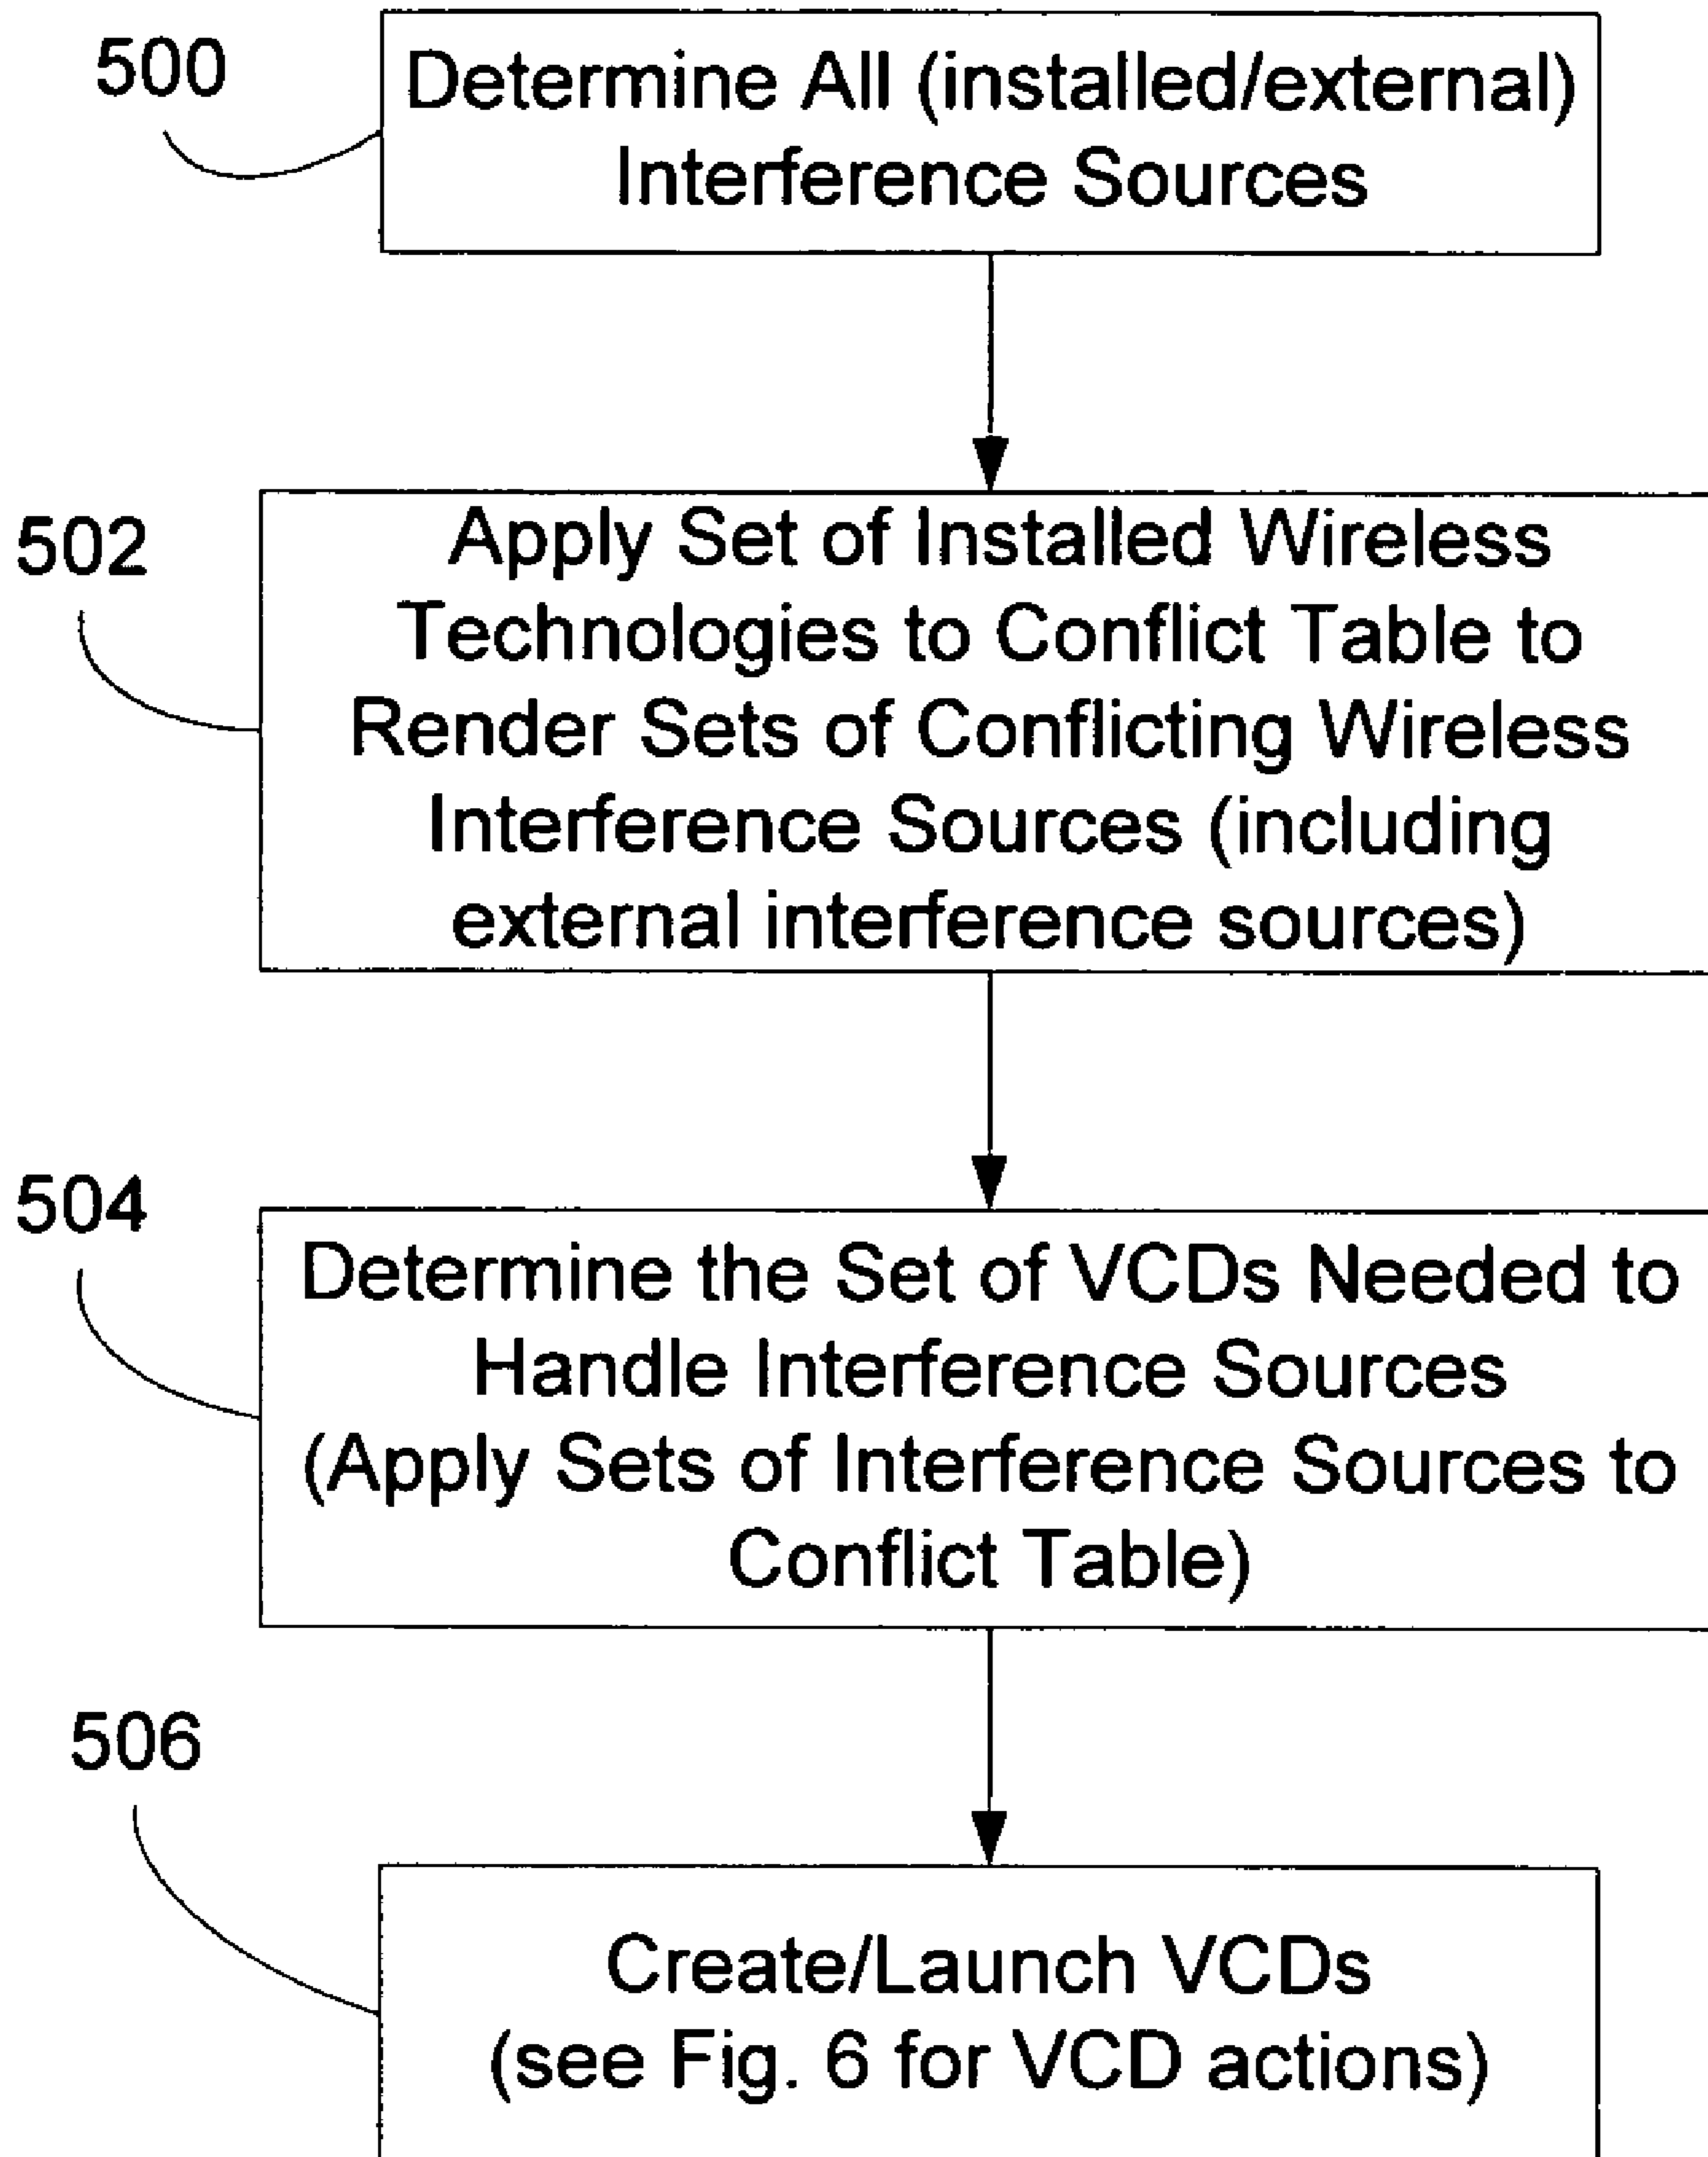 500
Determine All (installed/external)
Interference Sources
502
Apply Set of Installed Wireless
Technologies to Conflict Table to
Render Sets of Conflicting Wireless
Interference Sources (including
external interference sources)
504
Determine the Set of VCDs Needed to
Handle Interference Sources
(Apply Sets of Interference Sources to
Conflict Table)
506
Create/Launch VCDs
(see Fig. 6 for VCD actions)